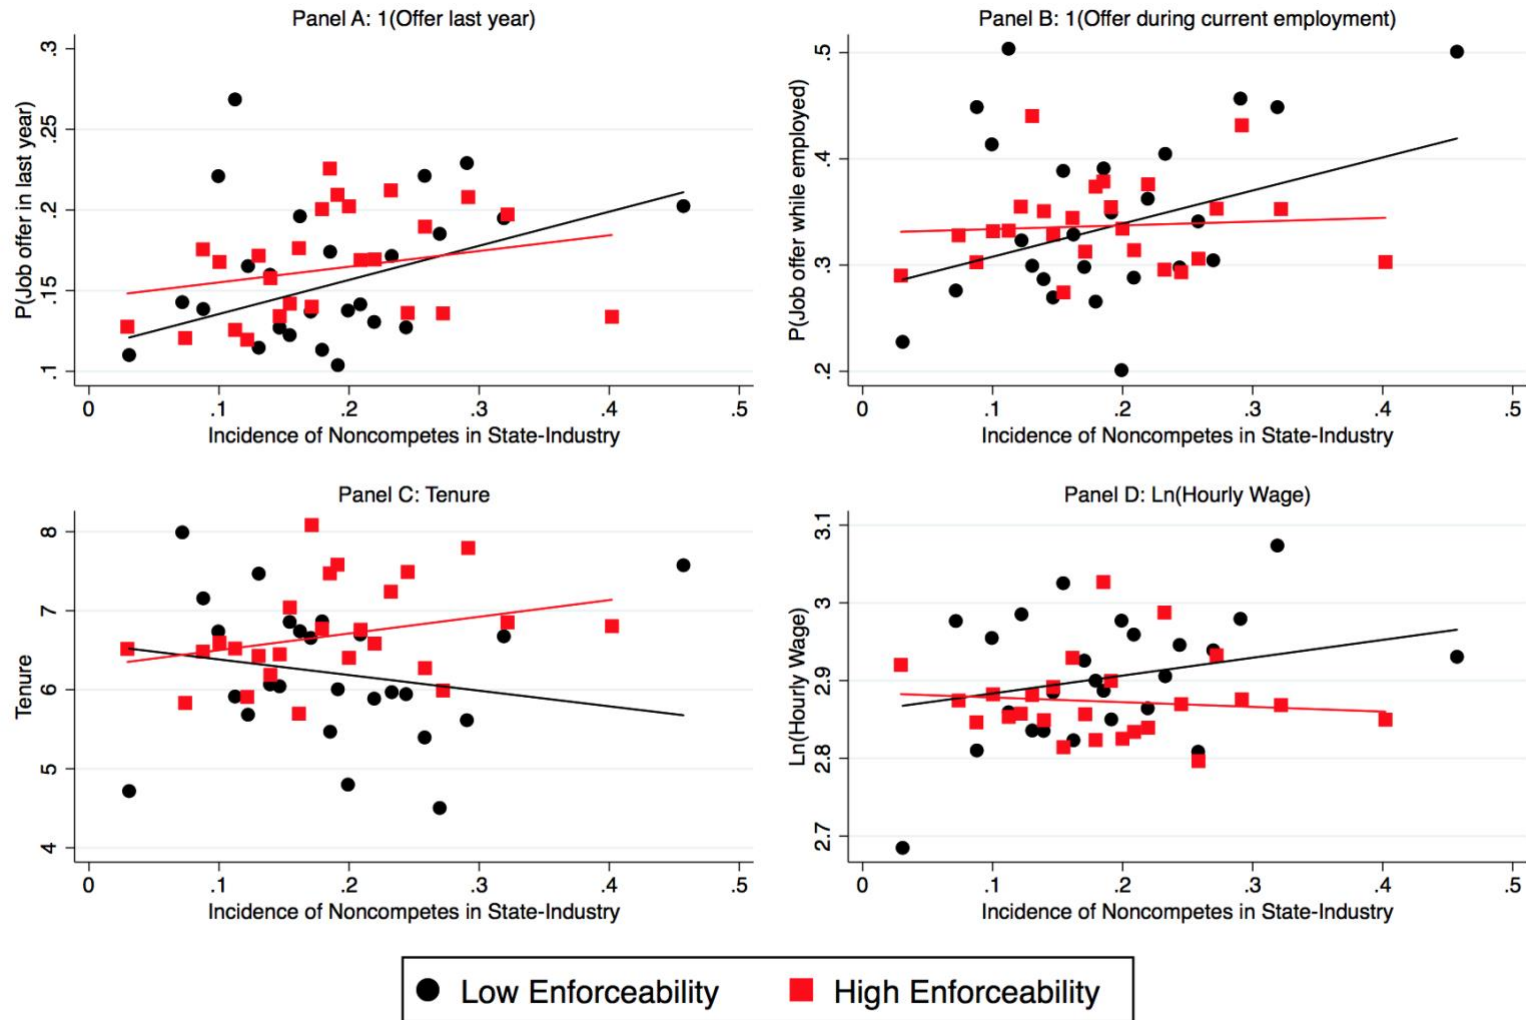 Panel A: 1(Offer last year)
P(Job offer in last year)
.3
.25
.2
.15
.1
0 .1 .2 .3 .4 .5
Incidence of Noncompetes in State-Industry
Panel B: 1(Offer during current employment)
P(Job offer while employed)
.5
.4
.3
.2
0 .1 .2 .3 .4 .5
Incidence of Noncompetes in State-Industry
Panel C: Tenure
Tenure
8
7
6
5
4
0 .1 .2 .3 .4 .5
Incidence of Noncompetes in State-Industry
Panel D: Ln(Hourly Wage)
Ln(Hourly Wage)
3.1
3
2.9
2.8
2.7
0 .1 .2 .3 .4 .5
Incidence of Noncompetes in State-Industry
Low Enforceability
High Enforceability